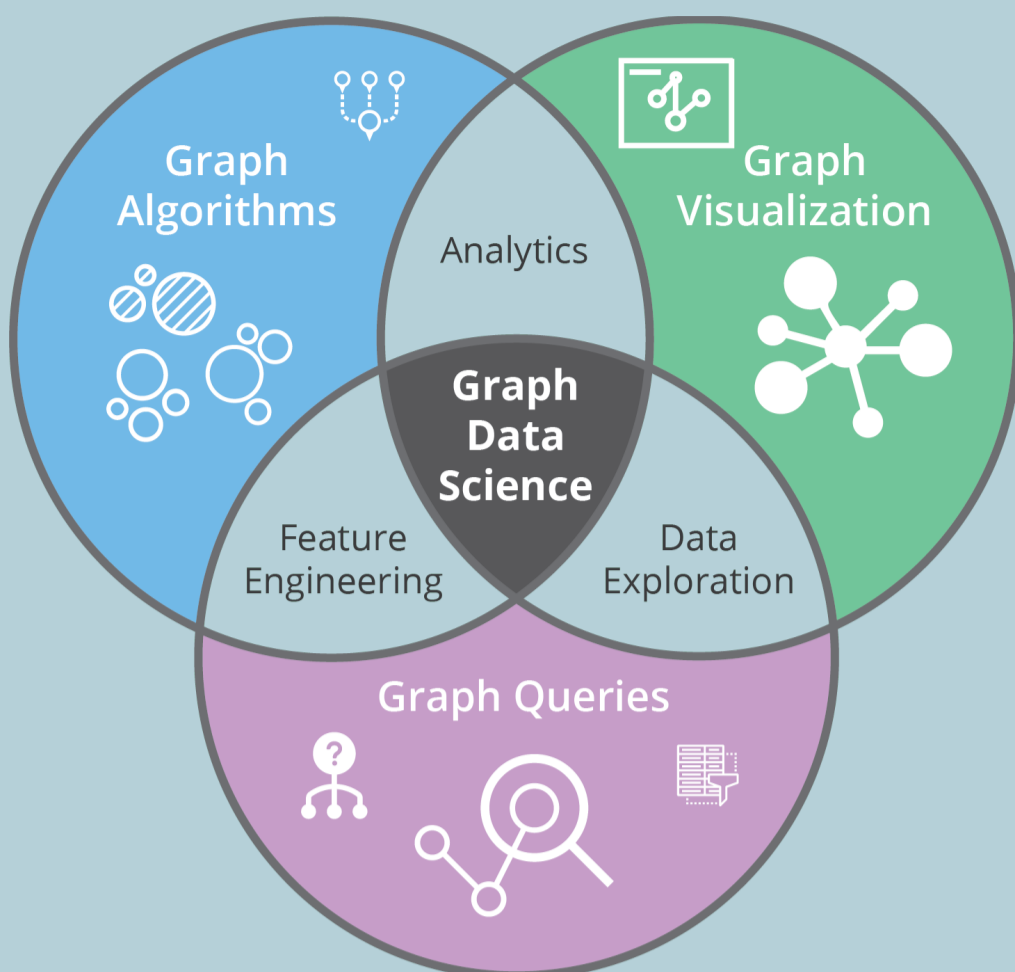 Graph
Algorithms
Graph
Visualization
Analytics
Graph
Data
Science
Feature
Engineering
Data
Exploration
Graph Queries
?